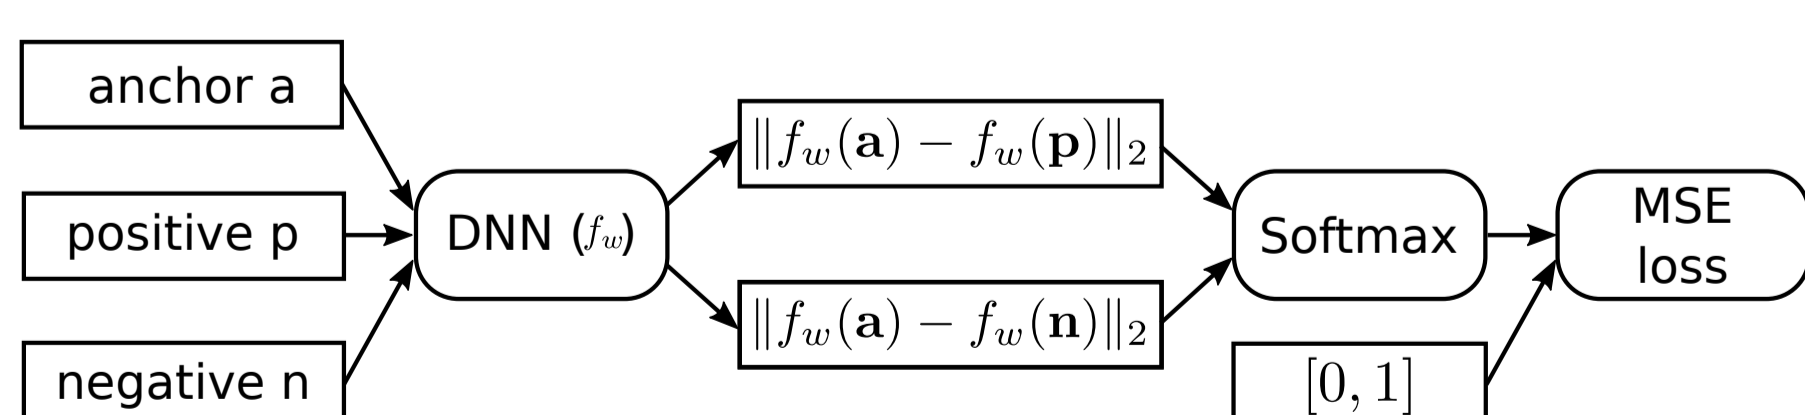 anchor a
positive p
negative n
DNN (f_w)
‖f_w(𝐚) − f_w(𝐩)‖₂
‖f_w(𝐚) − f_w(𝐧)‖₂
Softmax
[0, 1]
MSE
loss